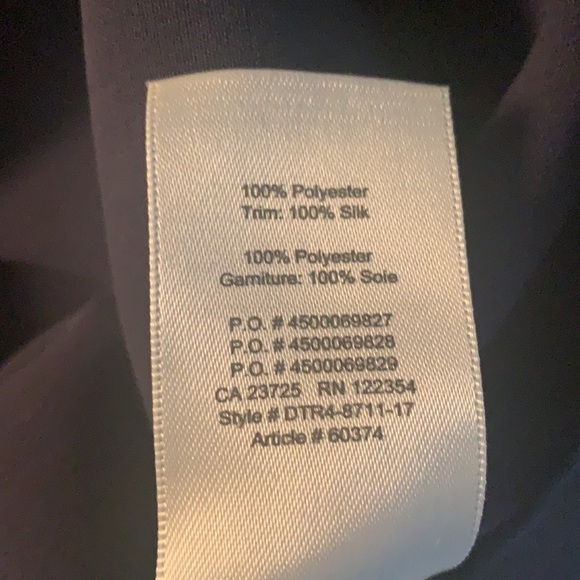 100% Polyester
Trim: 100% Silk
100% Polyester
Garniture: 100% Soie
P.O. # 4500069827
P.O. # 4500069828
P.O. # 4500069829
CA 23725 RN 122354
Style # DTR4-8711-17
Article # 60374